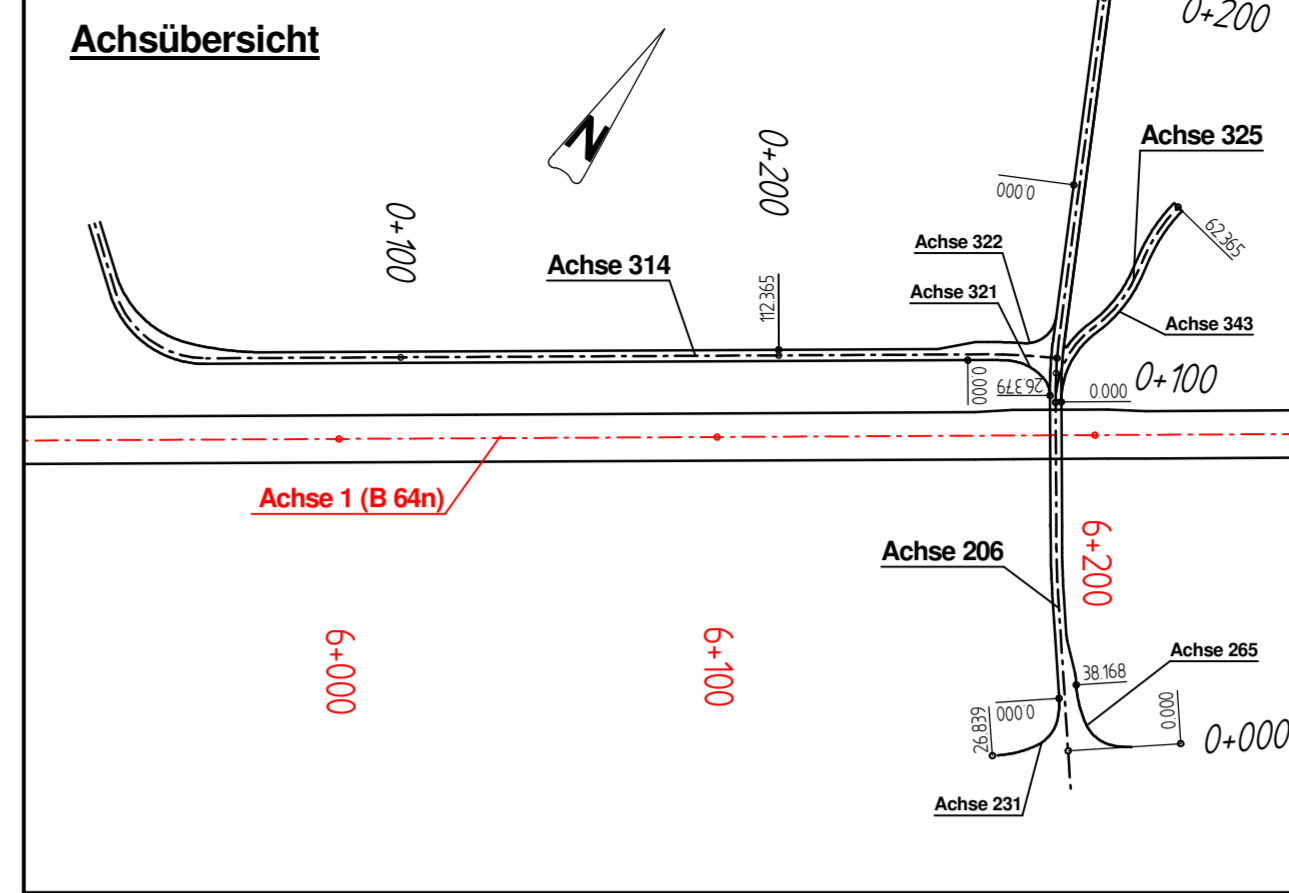 Achsübersicht
0+200
N
Achse 325
0+200
0.000
0+100
62.365
Achse 322
Achse 314
Achse 321
112.365
Achse 343
0.000
26.379
0.000
0+100
Achse 1 (B 64n)
Achse 206
6+200
6+000
6+100
Achse 265
38.168
0.000
26.839
0.000
0+000
Achse 231